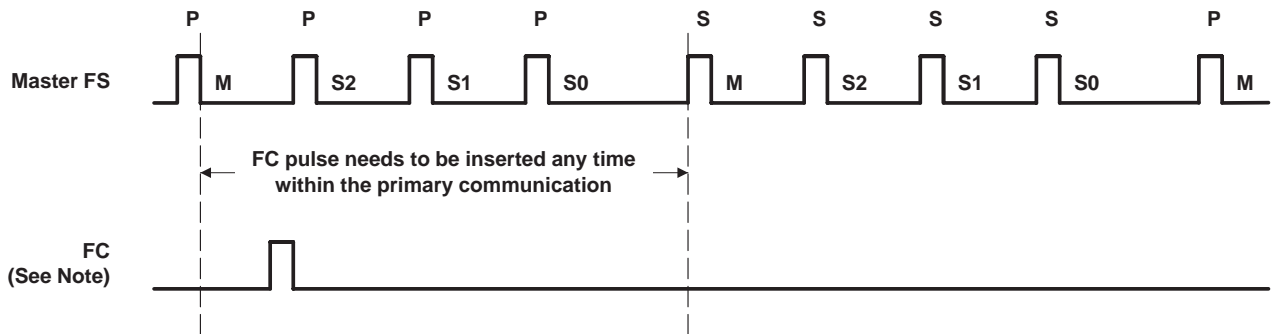 P P P P S S S S P
Master FS M S2 S1 S0 M S2 S1 S0 M
FC pulse needs to be inserted any time
within the primary communication
FC
(See Note)